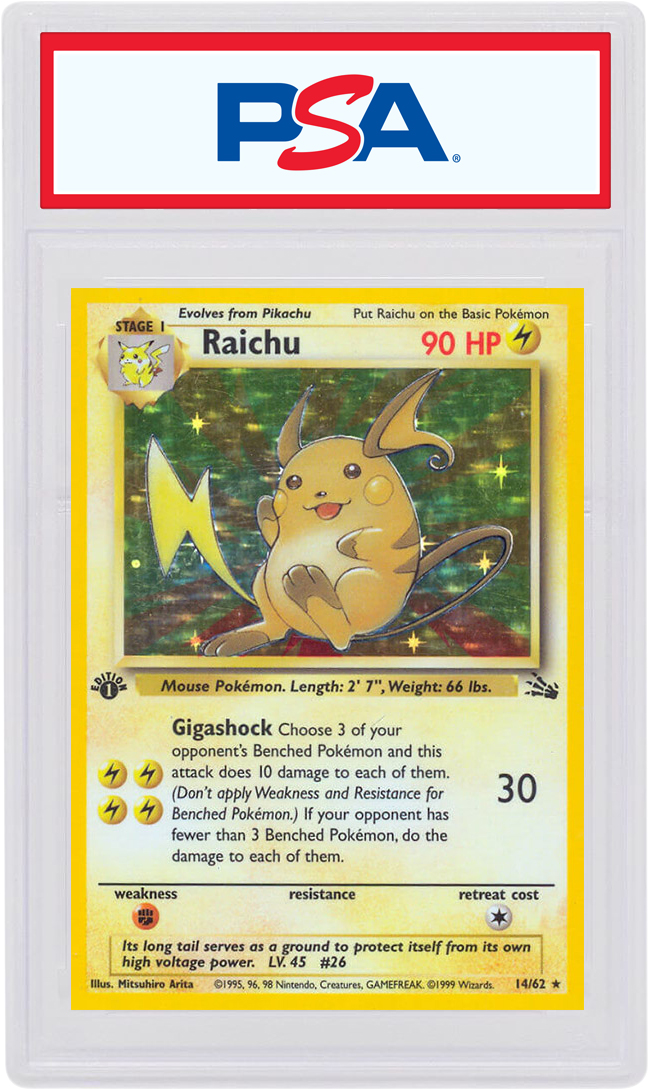 PSA®
Evolves from Pikachu Put Raichu on the Basic Pokémon
STAGE 1
Raichu 90 HP
EDITION 1
Mouse Pokémon. Length: 2' 7", Weight: 66 lbs.
Gigashock Choose 3 of your
opponent's Benched Pokémon and this
attack does 10 damage to each of them.
(Don't apply Weakness and Resistance for
Benched Pokémon.) If your opponent has
fewer than 3 Benched Pokémon, do the
damage to each of them.
30
weakness resistance retreat cost
Its long tail serves as a ground to protect itself from its own
high voltage power. LV. 45 #26
Illus. Mitsuhiro Arita ©1995, 96, 98 Nintendo, Creatures, GAMEFREAK. ©1999 Wizards. 14/62 ★